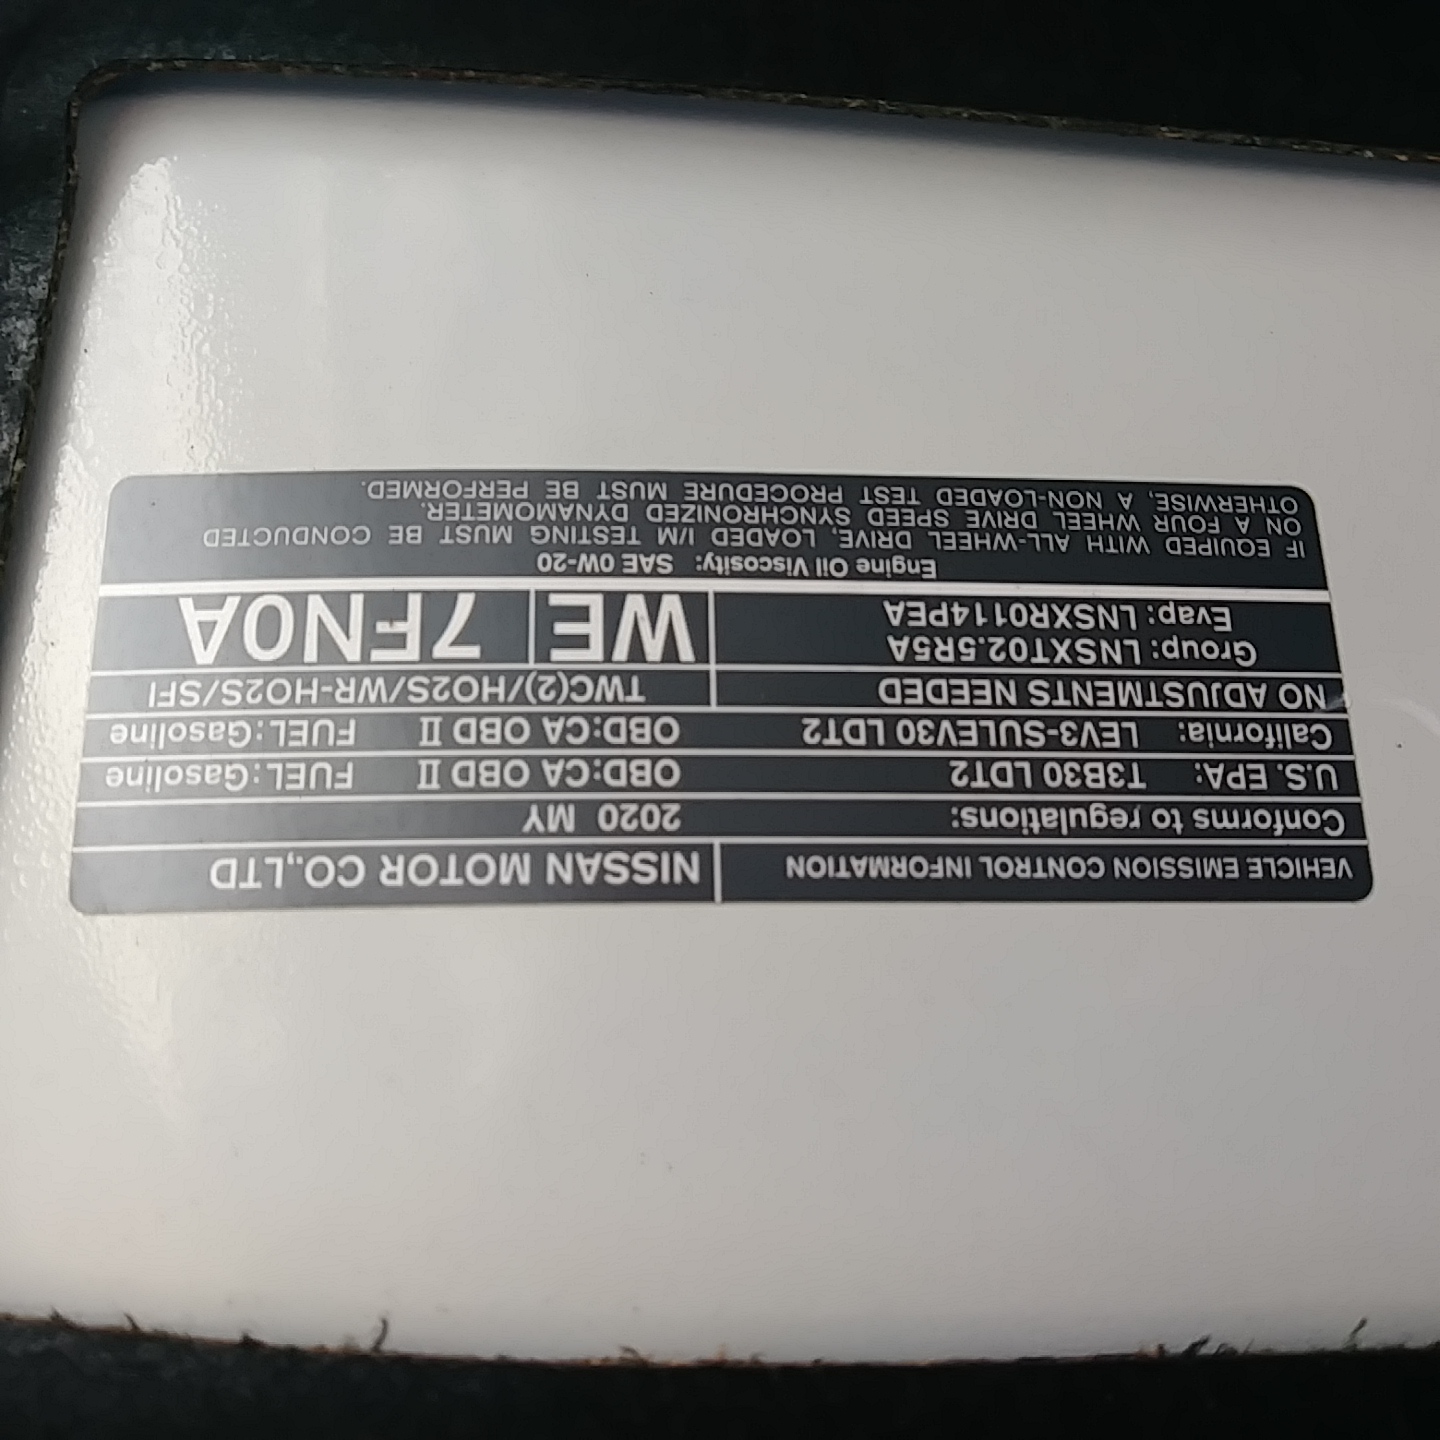 VEHICLE EMISSION CONTROL INFORMATION NISSAN MOTOR CO.,LTD
Conforms to regulations: 2020 MY
U.S. EPA: T3B30 LDT2 OBD:CA OBD II FUEL:Gasoline
California: LEV3-SULEV30 LDT2 OBD:CA OBD II FUEL:Gasoline
NO ADJUSTMENTS NEEDED TWC(2)/HO2S/WR-HO2S/SFI
Group: LNSXT02.5R5A
Evap: LNSXR0114PEA
WE 7FN0A
Engine Oil Viscosity: SAE 0W-20
IF EQUIPED WITH ALL-WHEEL DRIVE, LOADED I/M TESTING MUST BE CONDUCTED
ON A FOUR WHEEL DRIVE SPEED SYNCHRONIZED DYNAMOMETER.
OTHERWISE, A NON-LOADED TEST PROCEDURE MUST BE PERFORMED.